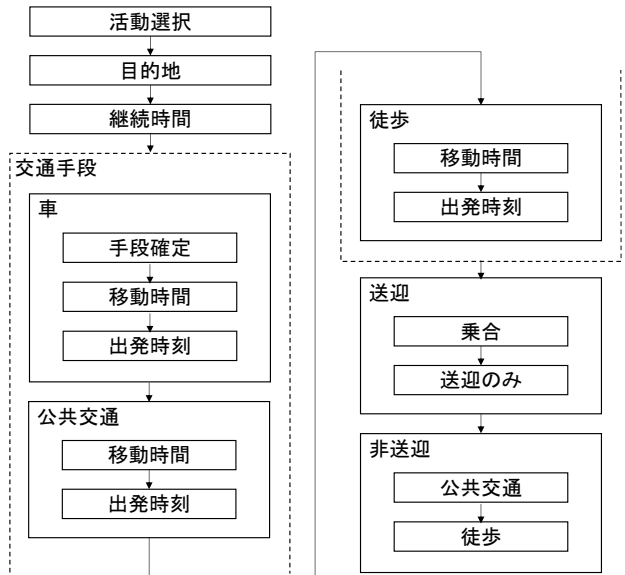 活動選択
目的地
継続時間
交通手段
車
手段確定
移動時間
出発時刻
公共交通
移動時間
出発時刻
徒歩
移動時間
出発時刻
送迎
乗合
送迎のみ
非送迎
公共交通
徒歩